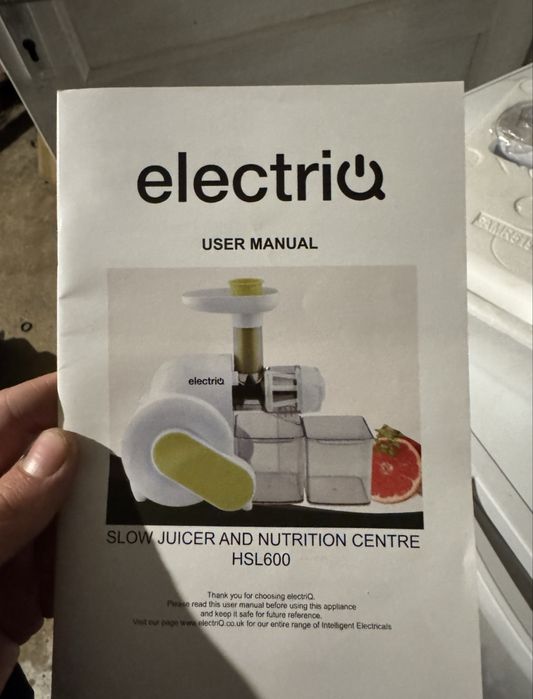 electriQ
USER MANUAL
electriQ
SLOW JUICER AND NUTRITION CENTRE
HSL600
Thank you for choosing electriQ.
Please read this user manual before using this appliance
and keep it safe for future reference.
Visit our page www.electriQ.co.uk for our entire range of Intelligent Electricals